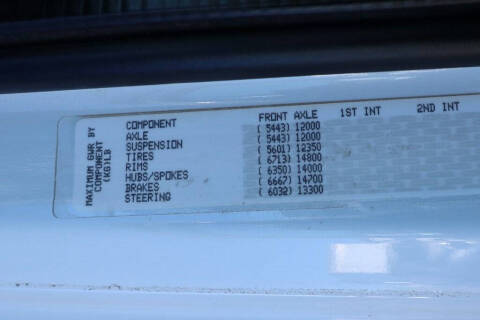 MAXIMUM GWR BY
COMPONENT
(KG)LB
COMPONENT FRONT AXLE 1ST INT 2ND INT
AXLE ( 5443) 12000
SUSPENSION ( 5443) 12000
TIRES ( 5601) 12350
RIMS ( 6713) 14800
HUBS/SPOKES ( 6350) 14000
BRAKES ( 6667) 14700
STEERING ( 6032) 13300